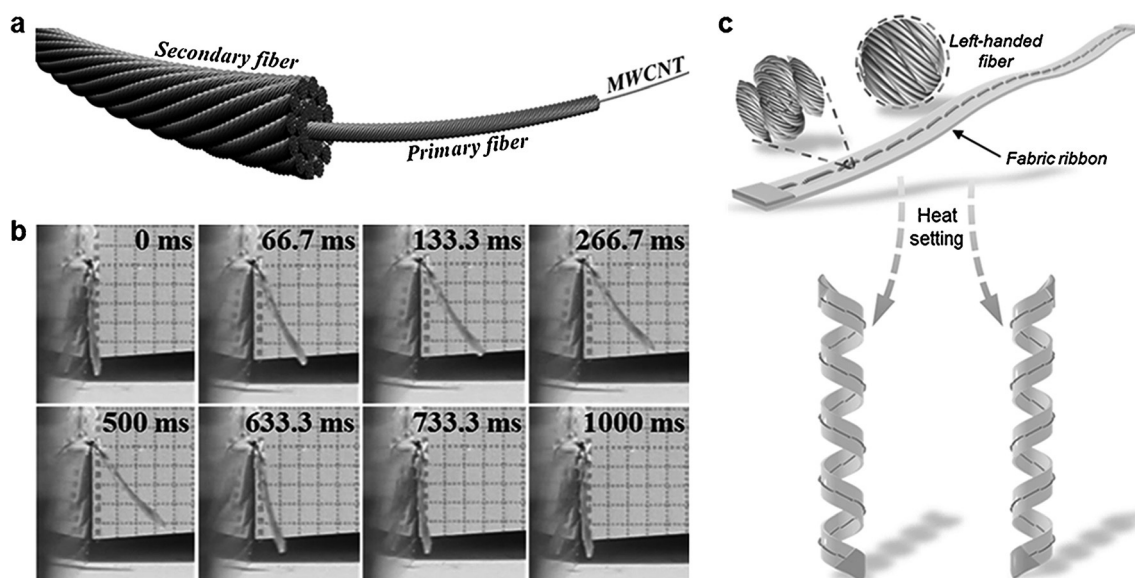 a
Secondary fiber
MWCNT
Primary fiber
b
0 ms
66.7 ms
133.3 ms
266.7 ms
500 ms
633.3 ms
733.3 ms
1000 ms
c
Left-handed
fiber
Fabric ribbon
Heat
setting